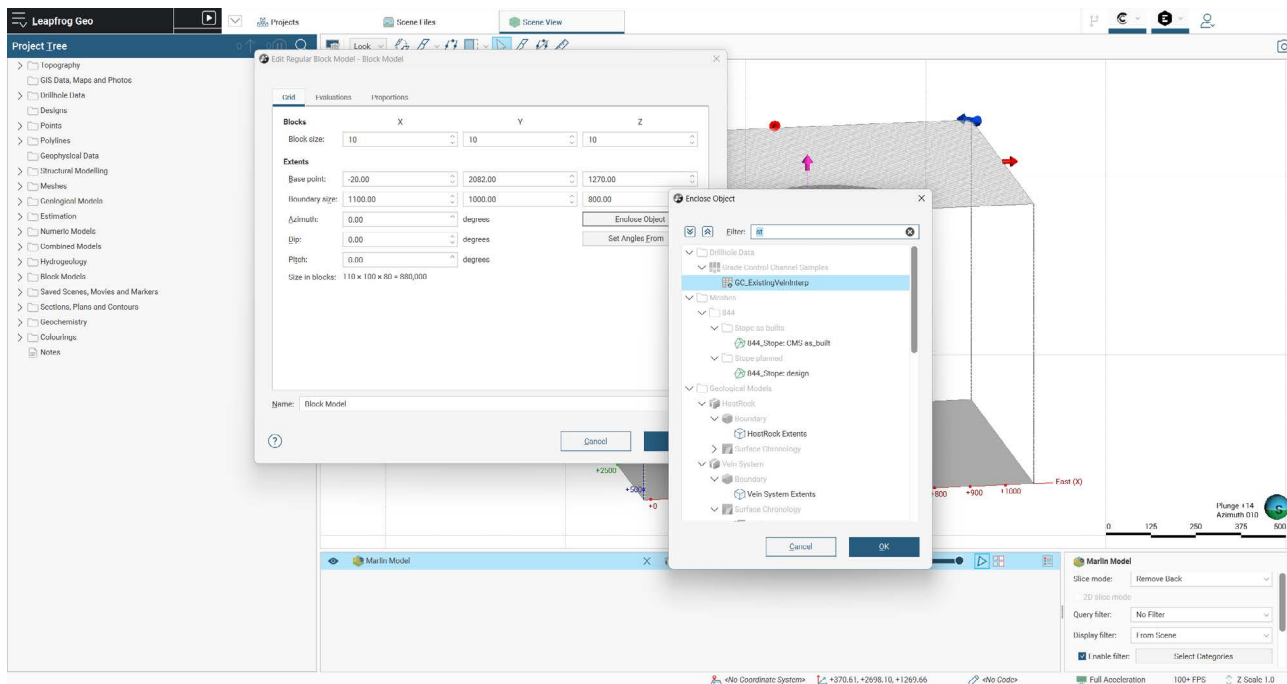 Leapfrog Geo
Projects
Scene Files
Scene View
Project Tree
Look
Topography
GIS Data, Maps and Photos
Drillhole Data
Designs
Points
Polylines
Geophysical Data
Structural Modelling
Meshes
Geological Models
Estimation
Numeric Models
Combined Models
Hydrogeology
Block Models
Saved Scenes, Movies and Markers
Sections, Plans and Contours
Geochemistry
Colourings
Notes
Edit Regular Block Model - Block Model
Grid Evaluations Proportions
Blocks X Y Z
Block size: 10 10 10
Extents
Base point: -20.00 2082.00 1270.00
Boundary size: 1100.00 1000.00 800.00
Azimuth: 0.00 degrees Enclose Object
Dip: 0.00 degrees Set Angles From
Pitch: 0.00 degrees
Size in blocks: 110 × 100 × 80 = 880,000
Name: Block Model
Cancel
Enclose Object
Filter: st
Drillhole Data
Grade Control Channel Samples
GC_ExistingVeinInterp
Meshes
844
Stope as builts
844_Stope: CMS as_built
Stope planned
844_Stope: design
Geological Models
HostRock
Boundary
HostRock Extents
Surface Chronology
Vein System
Boundary
Vein System Extents
Surface Chronology
Cancel OK
+2500
+500
+0
+800 +900 +1000 East (X)
Plunge +14
Azimuth 010
0 125 250 375 500
S
Marlin Model
Marlin Model
Slice mode: Remove Back
2D slice mode
Query filter: No Filter
Display filter: From Scene
Enable filter: Select Categories
<No Coordinate System> +370.61, +2698.10, +1269.66 <No Code> Full Acceleration 100+ FPS Z Scale 1.0